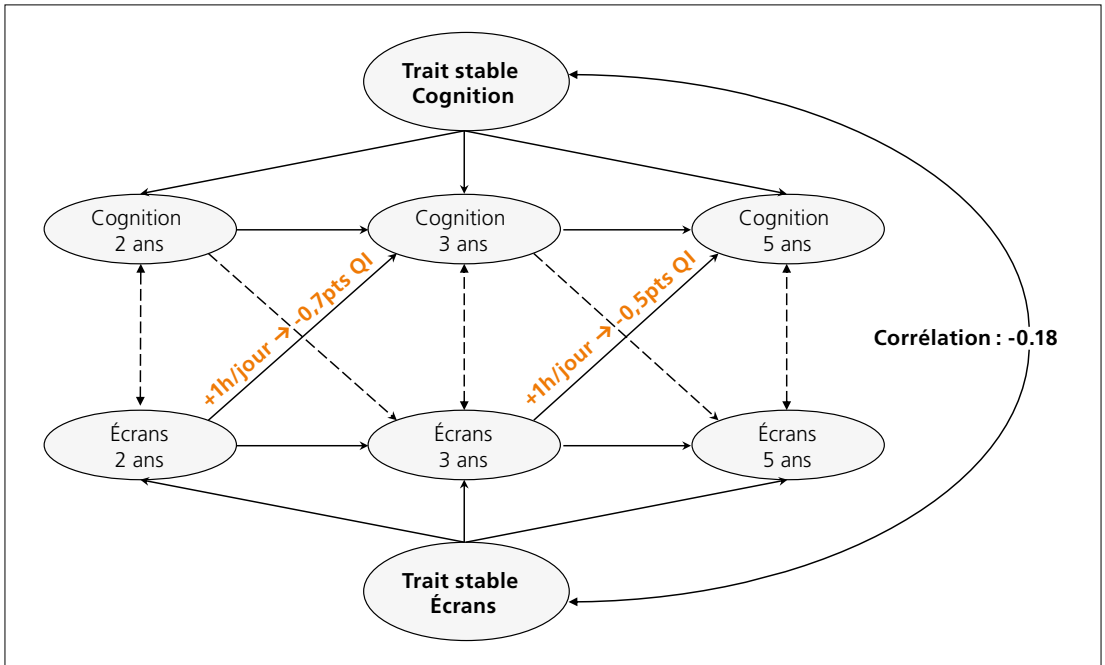 Trait stable
Cognition
Cognition
2 ans
Cognition
3 ans
Cognition
5 ans
+1h/jour → -0,7pts QI
+1h/jour → -0,5pts QI
Corrélation : -0.18
Écrans
2 ans
Écrans
3 ans
Écrans
5 ans
Trait stable
Écrans